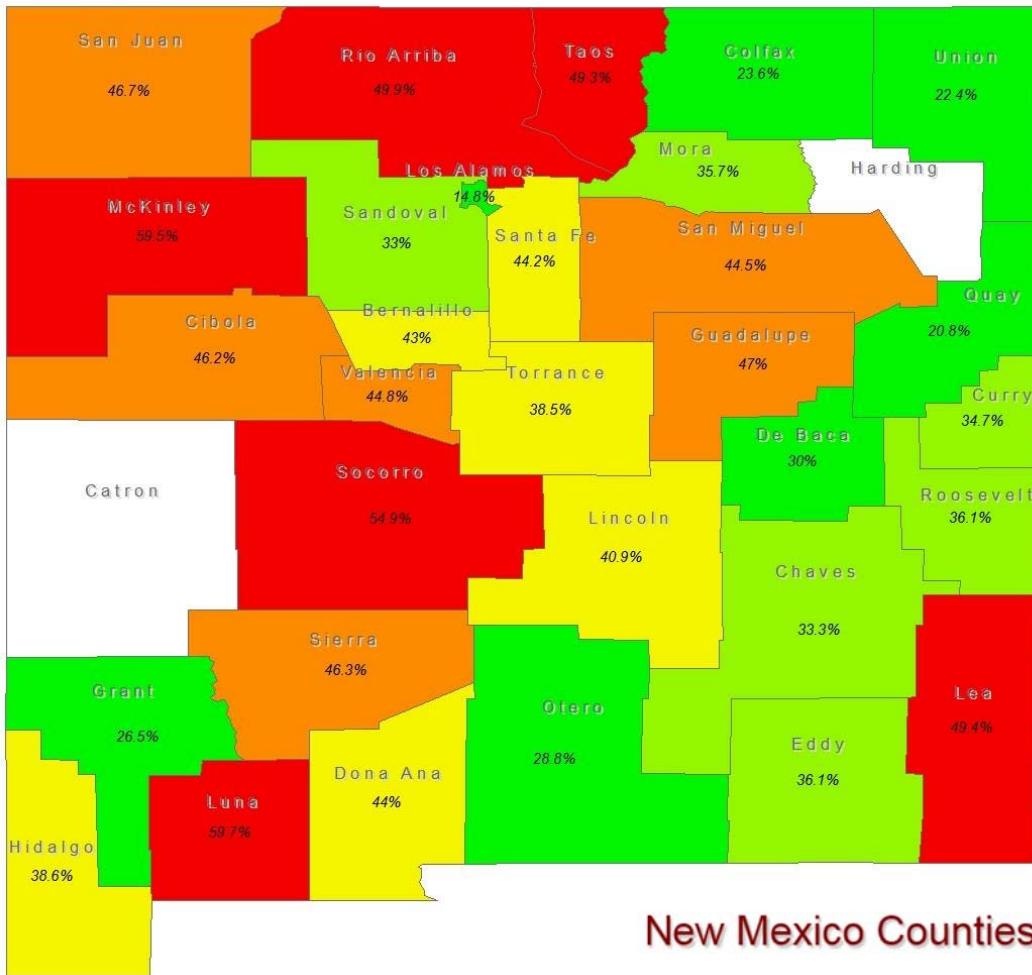 San Juan
46.7%
Rio Arriba
49.9%
Taos
49.3%
Colfax
23.6%
Union
22.4%
Mora
35.7%
Harding
Los Alamos
14.8%
McKinley
59.5%
Sandoval
33%
Santa Fe
44.2%
San Miguel
44.5%
Quay
20.8%
Cibola
46.2%
Bernalillo
43%
Valencia
44.8%
Torrance
38.5%
Guadalupe
47%
Curry
34.7%
De Baca
30%
Catron
Socorro
54.9%
Lincoln
40.9%
Roosevelt
36.1%
Chaves
33.3%
Sierra
46.3%
Grant
26.5%
Otero
28.8%
Lea
49.4%
Eddy
36.1%
Dona Ana
44%
Luna
59.7%
Hidalgo
38.6%
New Mexico Counties